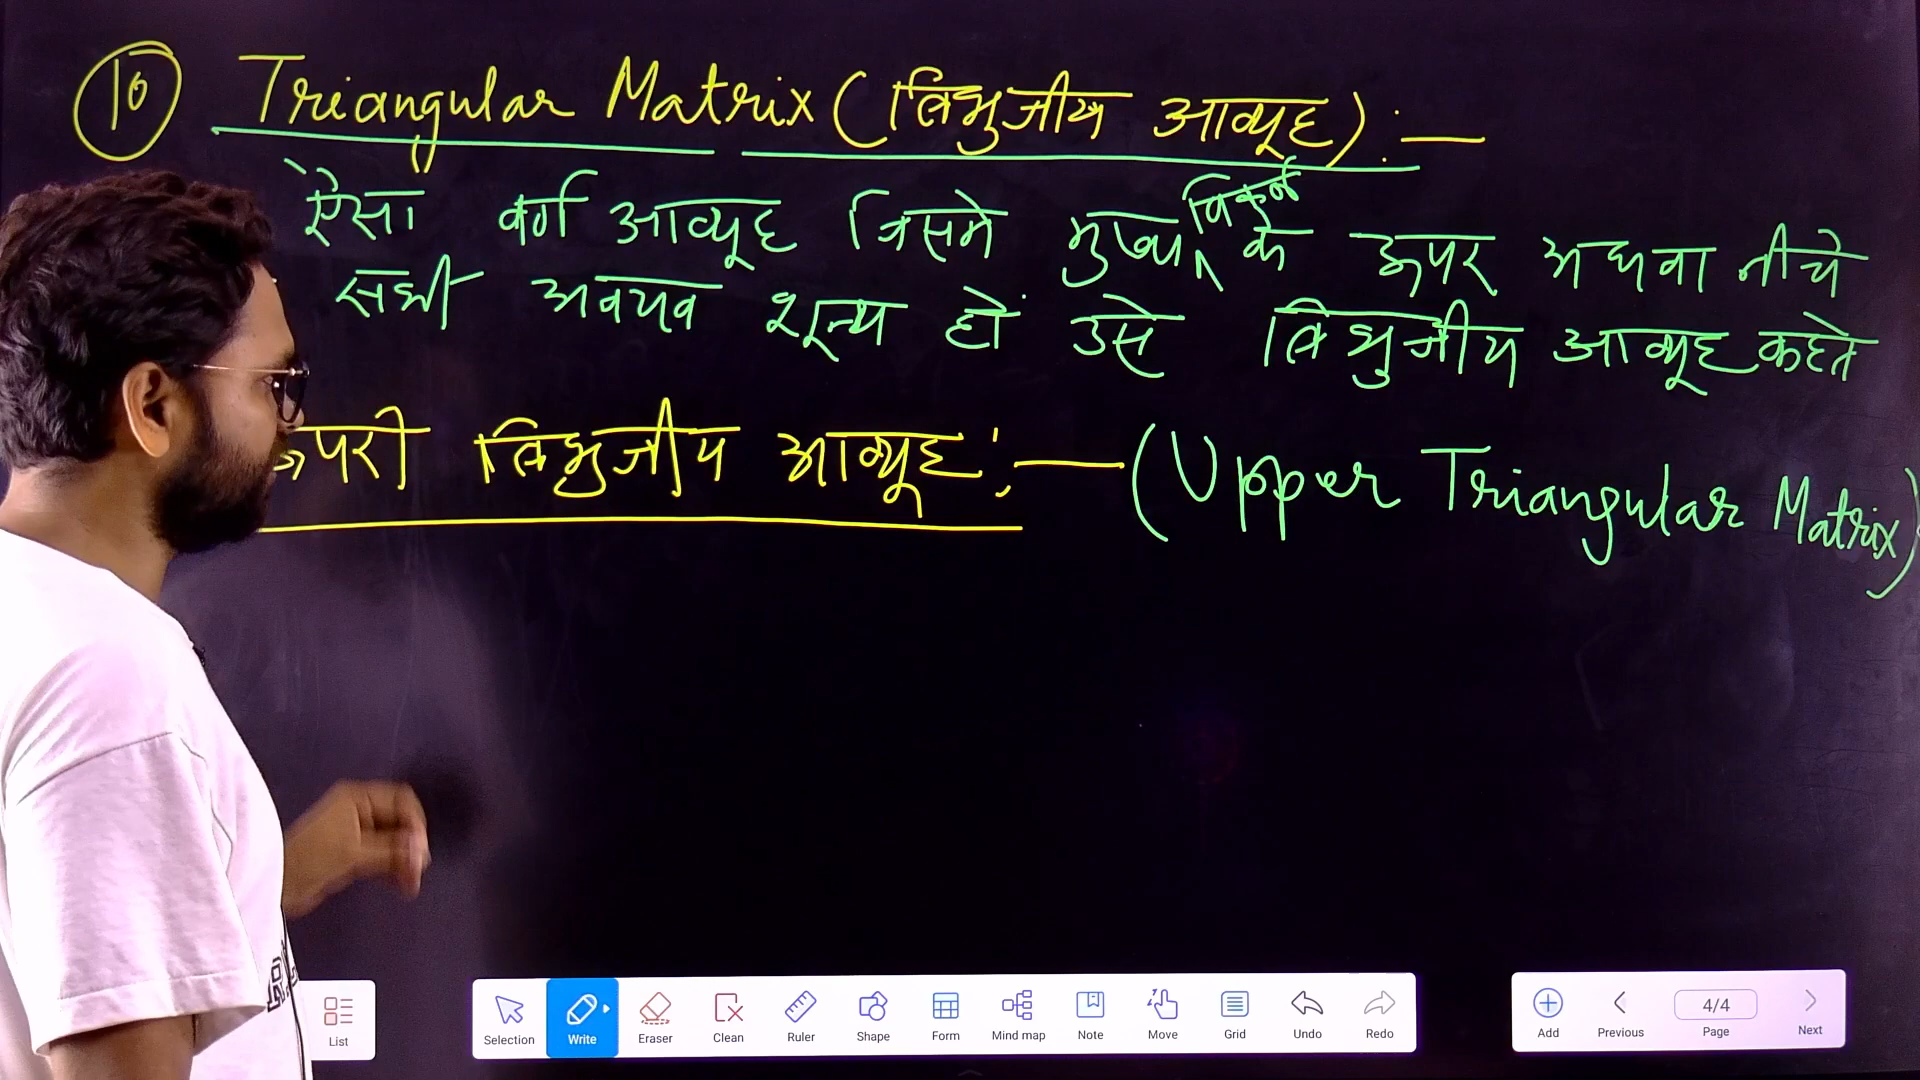 10 Triangular Matrix (त्रिभुजीय आव्यूह) :—
ऐसा वर्ग आव्यूह जिसमे मुख्य विकर्ण के ऊपर अथवा नीचे
सभी अवयव शून्य हों उसे त्रिभुजीय आव्यूह कहते
ऊपरी त्रिभुजीय आव्यूह :— (Upper Triangular Matrix)
List
Selection Write Eraser Clean Ruler Shape Form Mind map Note Move Grid Undo Redo
Add Previous 4/4 Page Next